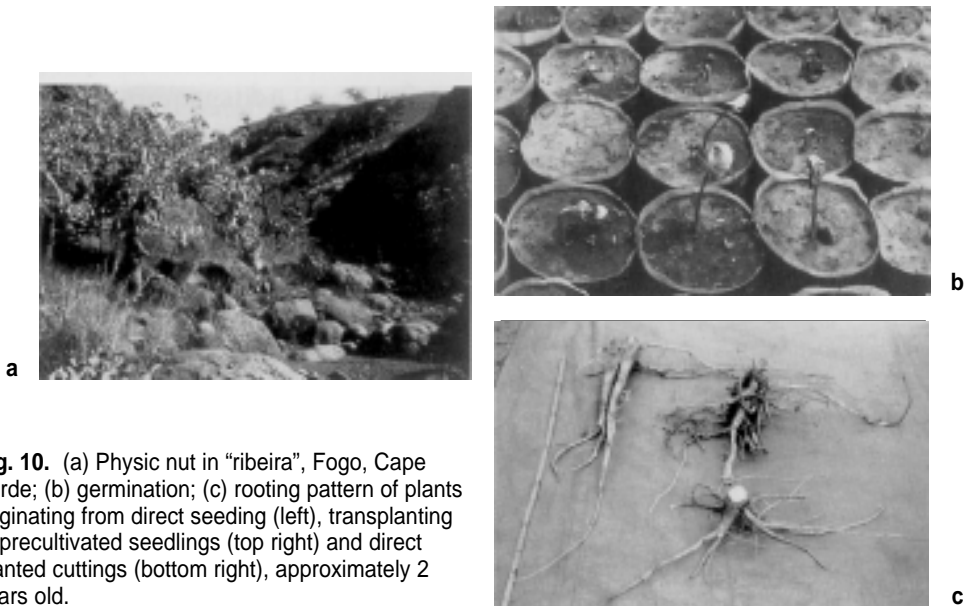 a
b
g. 10. (a) Physic nut in “ribeira”, Fogo, Cape
rde; (b) germination; (c) rooting pattern of plants
ginating from direct seeding (left), transplanting
precultivated seedlings (top right) and direct
anted cuttings (bottom right), approximately 2
ars old.
c